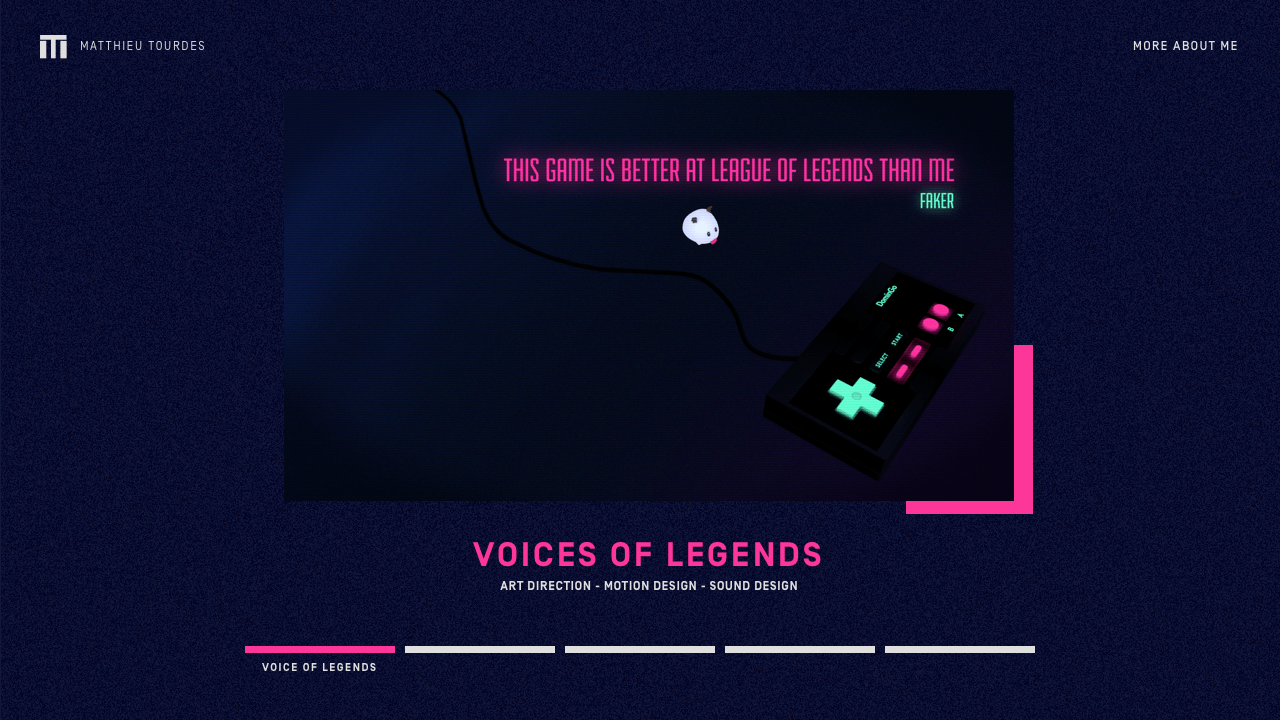 MATTHIEU TOURDES
MORE ABOUT ME
THIS GAME IS BETTER AT LEAGUE OF LEGENDS THAN ME
FAKER
DominGo
SELECT
START
B
A
VOICES OF LEGENDS
ART DIRECTION - MOTION DESIGN - SOUND DESIGN
VOICE OF LEGENDS